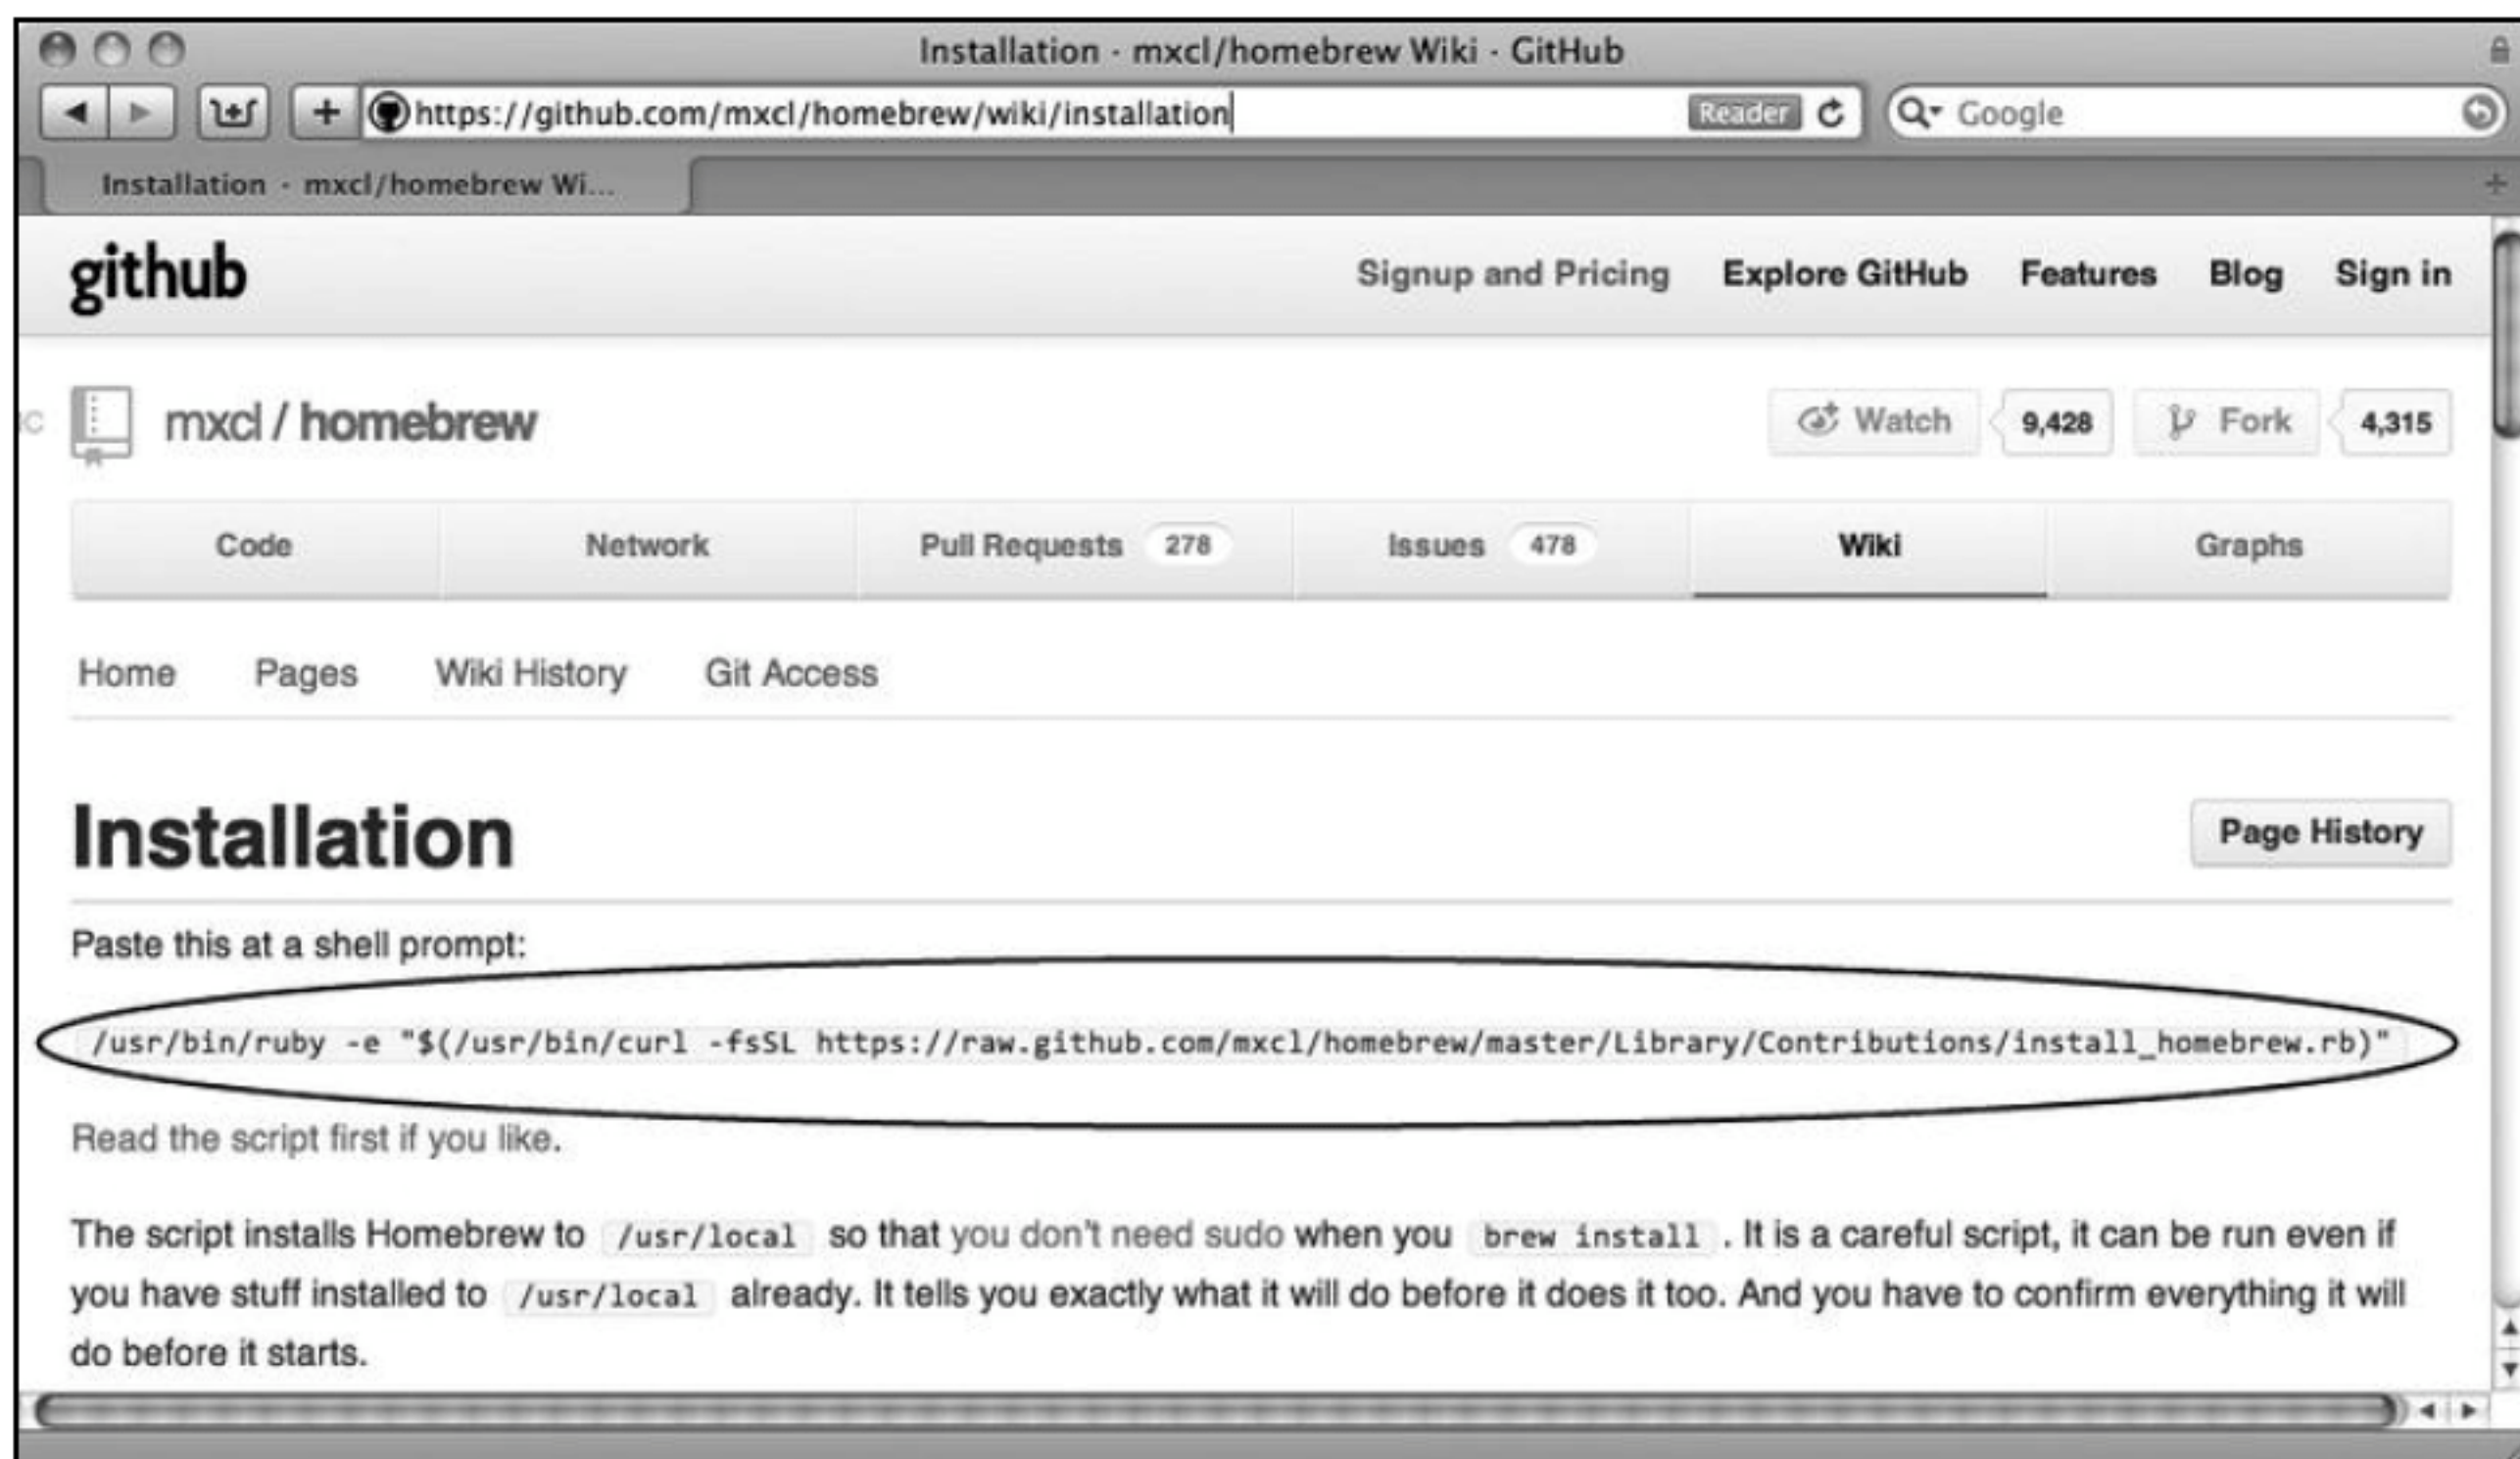 Installation - mxcl/homebrew Wiki - GitHub
https://github.com/mxcl/homebrew/wiki/installation Reader Google
Installation - mxcl/homebrew Wi...
github Signup and Pricing Explore GitHub Features Blog Sign in
mxcl / homebrew Watch 9,428 Fork 4,315
Code Network Pull Requests 278 Issues 478 Wiki Graphs
Home Pages Wiki History Git Access
Installation Page History
Paste this at a shell prompt:
/usr/bin/ruby -e "$(/usr/bin/curl -fsSL https://raw.github.com/mxcl/homebrew/master/Library/Contributions/install_homebrew.rb)"
Read the script first if you like.
The script installs Homebrew to /usr/local so that you don't need sudo when you brew install . It is a careful script, it can be run even if
you have stuff installed to /usr/local already. It tells you exactly what it will do before it does it too. And you have to confirm everything it will
do before it starts.